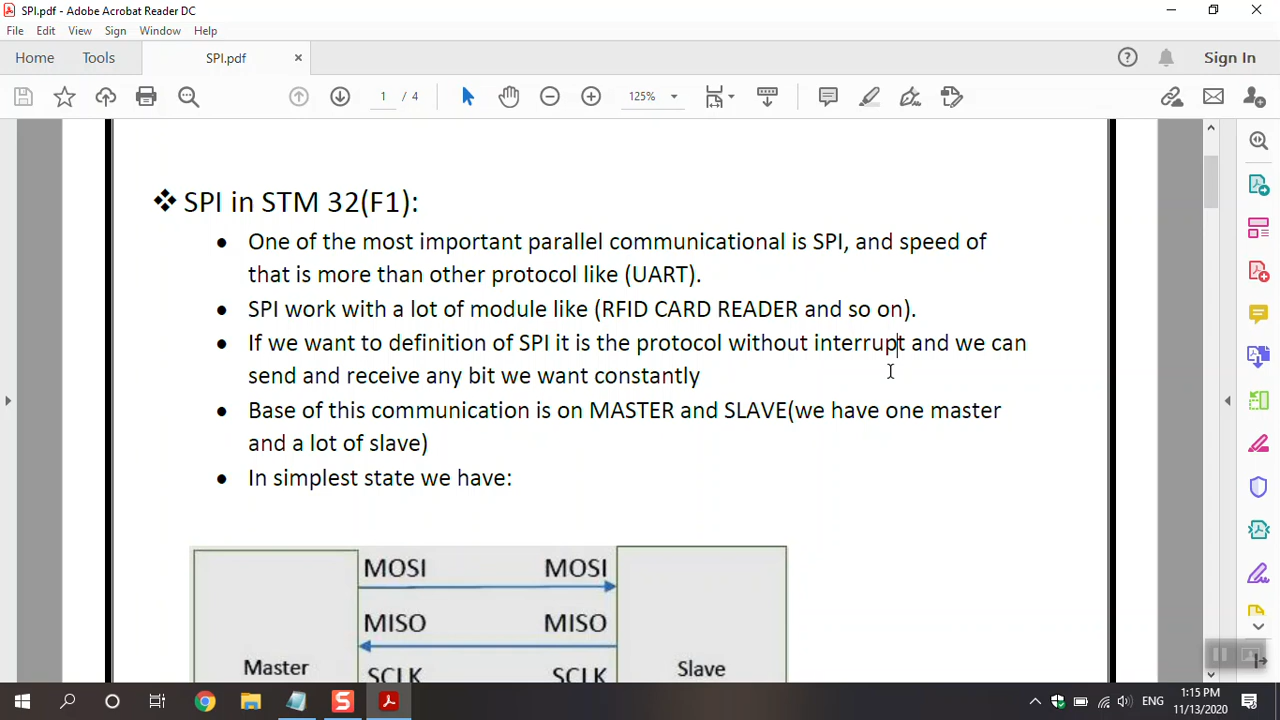 SPI.pdf - Adobe Acrobat Reader DC
File Edit View Sign Window Help
Home Tools SPI.pdf × Sign In
1 / 4 125%
❖ SPI in STM 32(F1):
• One of the most important parallel communicational is SPI, and speed of
that is more than other protocol like (UART).
• SPI work with a lot of module like (RFID CARD READER and so on).
• If we want to definition of SPI it is the protocol without interrupt and we can
send and receive any bit we want constantly
• Base of this communication is on MASTER and SLAVE(we have one master
and a lot of slave)
• In simplest state we have:
MOSI MOSI
MISO MISO
Master SCLK SCLK Slave
ENG 1:15 PM
11/13/2020